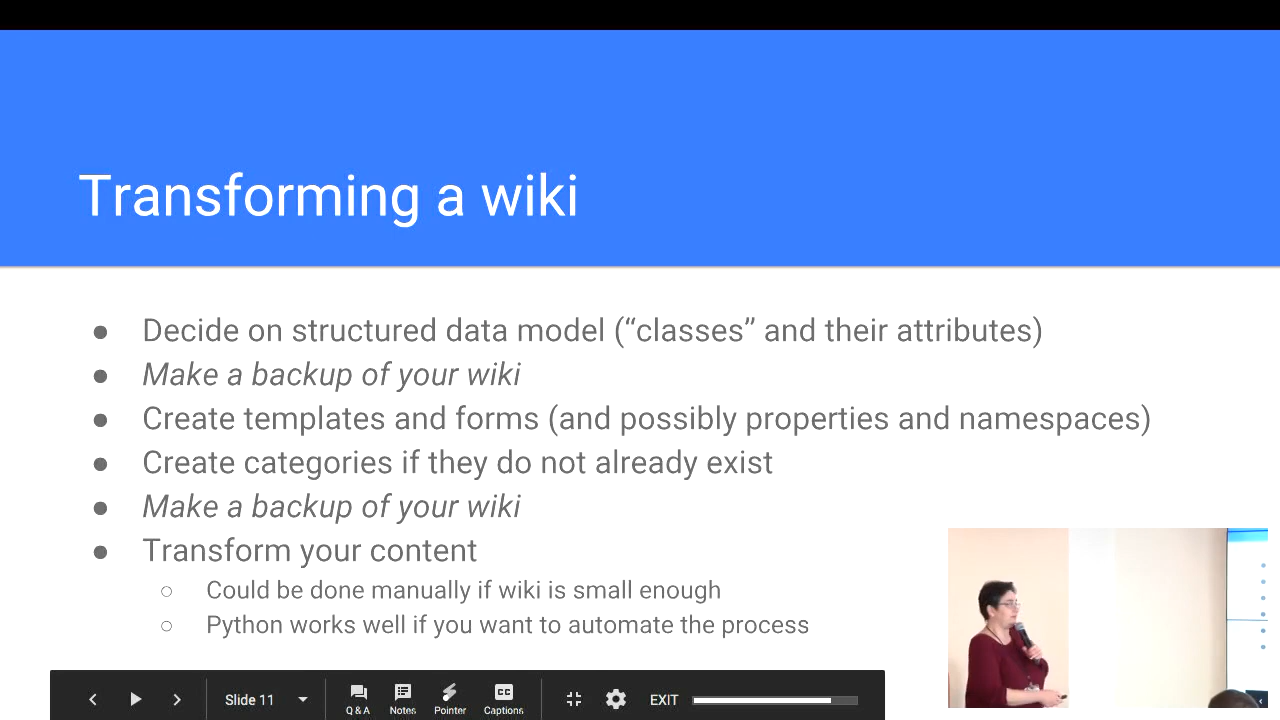 Transforming a wiki
● Decide on structured data model (“classes” and their attributes)
● Make a backup of your wiki
● Create templates and forms (and possibly properties and namespaces)
● Create categories if they do not already exist
● Make a backup of your wiki
● Transform your content
○ Could be done manually if wiki is small enough
○ Python works well if you want to automate the process
Slide 11 Q & A Notes Pointer Captions EXIT
CC